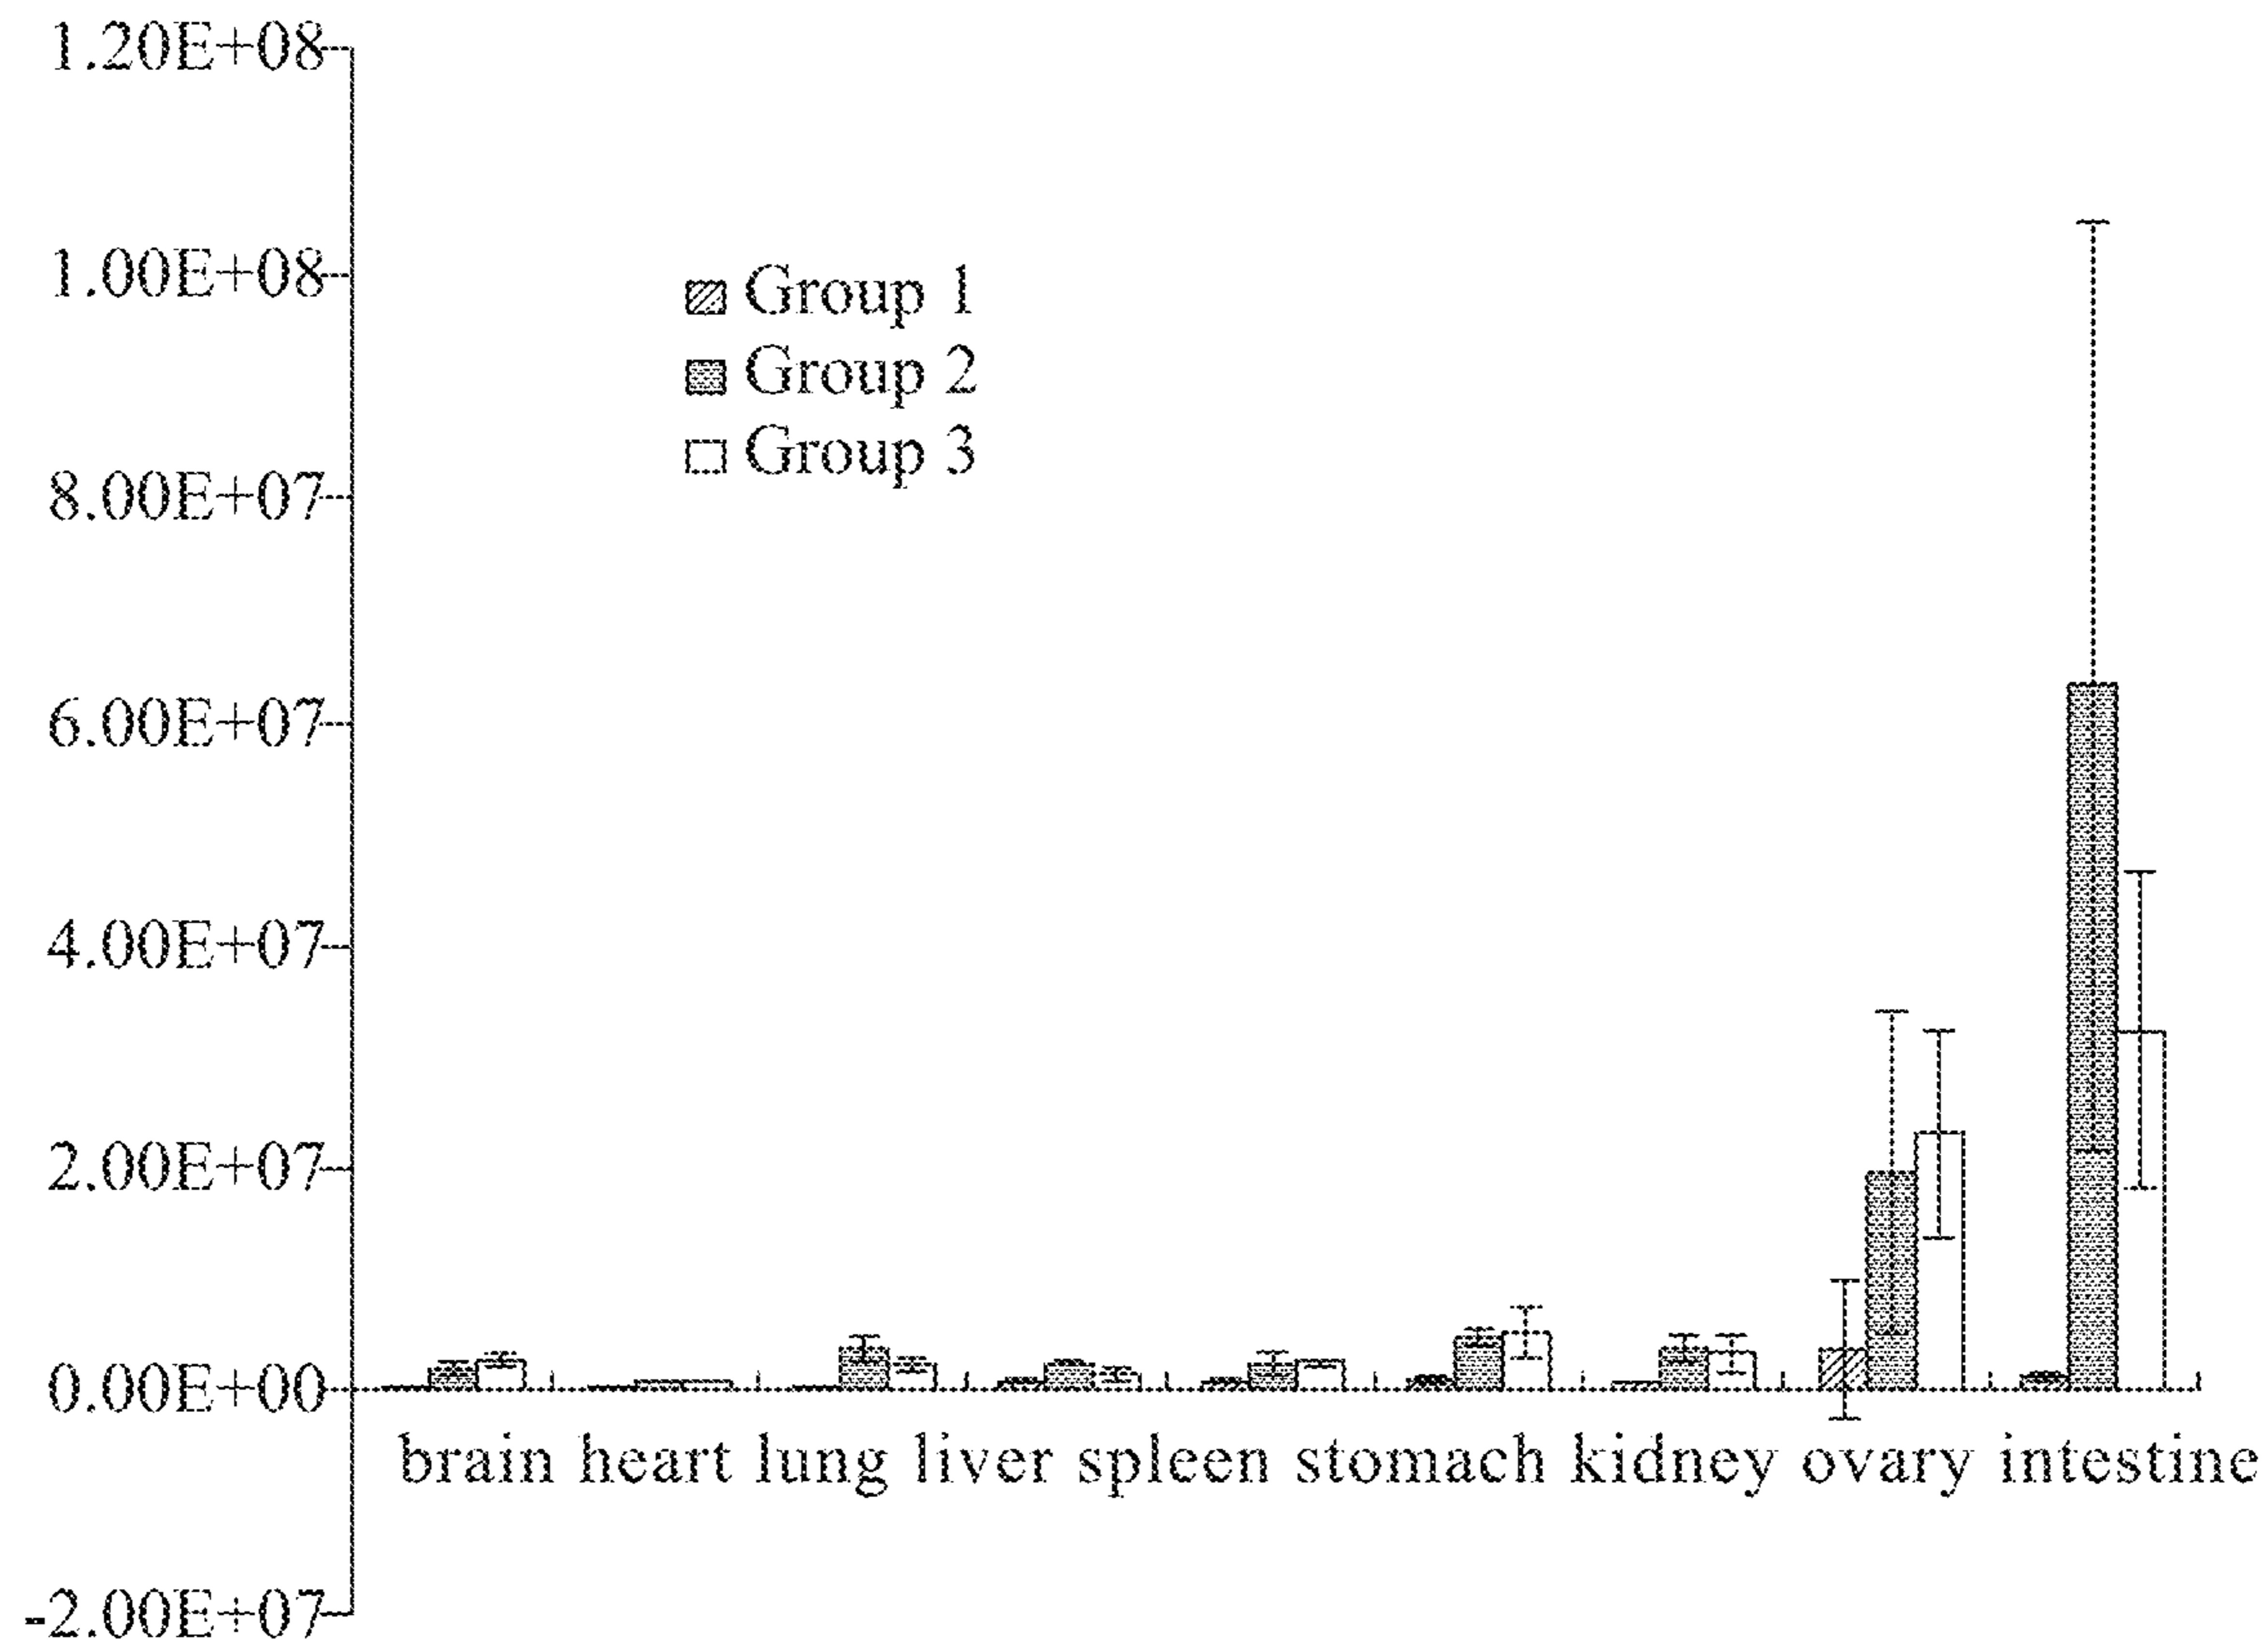 1.20E+08
1.00E+08
8.00E+07
6.00E+07
4.00E+07
2.00E+07
0.00E+00
-2.00E+07
Group 1
Group 2
Group 3
brain heart lung liver spleen stomach kidney ovary intestine